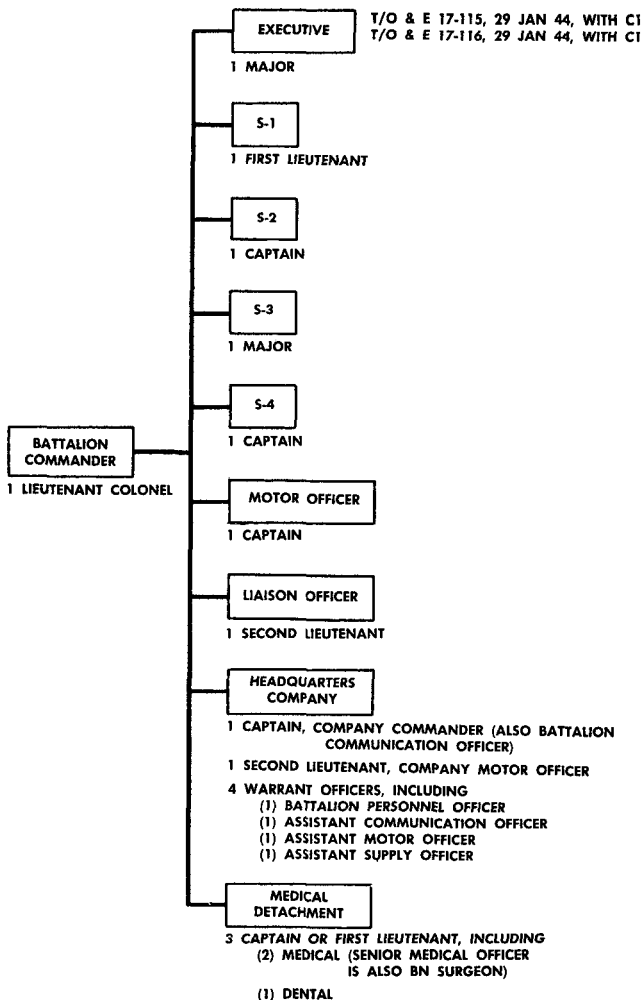 EXECUTIVE
T/O & E 17-115, 29 JAN 44, WITH C1
T/O & E 17-116, 29 JAN 44, WITH C1
1 MAJOR
S-1
1 FIRST LIEUTENANT
S-2
1 CAPTAIN
S-3
1 MAJOR
S-4
1 CAPTAIN
BATTALION
COMMANDER
1 LIEUTENANT COLONEL
MOTOR OFFICER
1 CAPTAIN
LIAISON OFFICER
1 SECOND LIEUTENANT
HEADQUARTERS
COMPANY
1 CAPTAIN, COMPANY COMMANDER (ALSO BATTALION
COMMUNICATION OFFICER)
1 SECOND LIEUTENANT, COMPANY MOTOR OFFICER
4 WARRANT OFFICERS, INCLUDING
(1) BATTALION PERSONNEL OFFICER
(1) ASSISTANT COMMUNICATION OFFICER
(1) ASSISTANT MOTOR OFFICER
(1) ASSISTANT SUPPLY OFFICER
MEDICAL
DETACHMENT
3 CAPTAIN OR FIRST LIEUTENANT, INCLUDING
(2) MEDICAL (SENIOR MEDICAL OFFICER
IS ALSO BN SURGEON)
(1) DENTAL